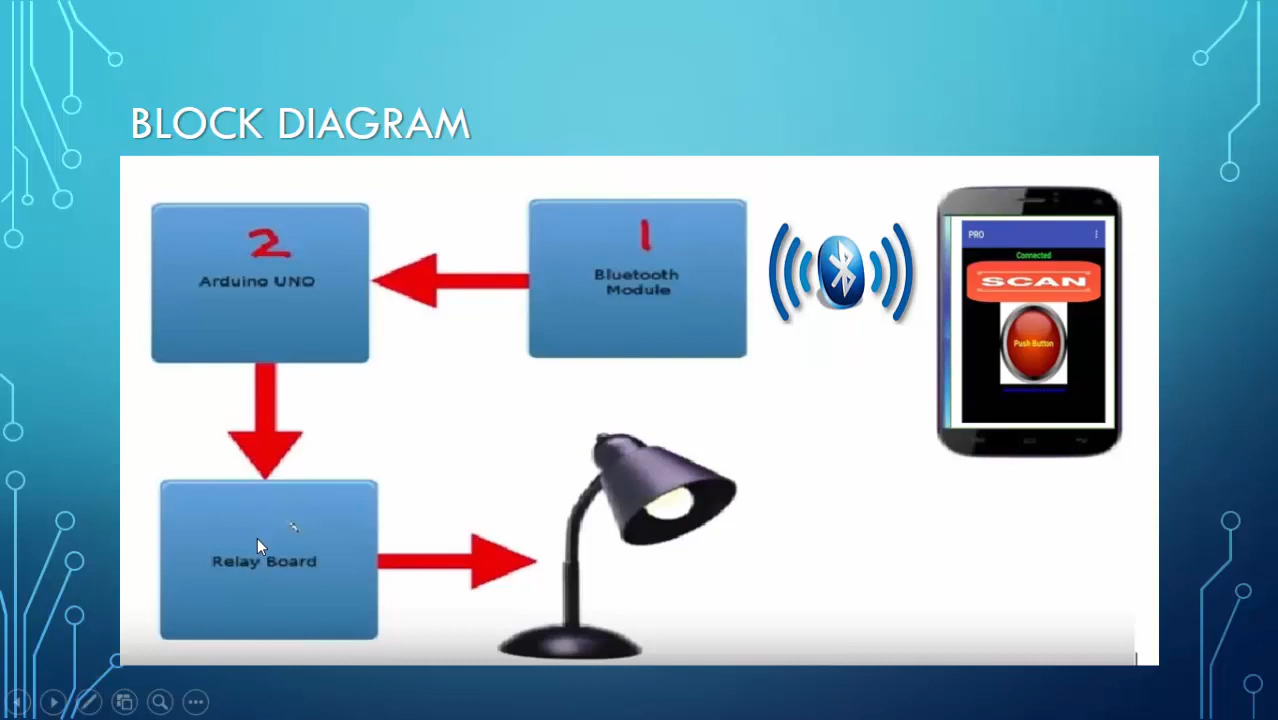 BLOCK DIAGRAM
2
Arduino UNO
1
Bluetooth
Module
PRO
Connected
SCAN
Push Button
Relay Board